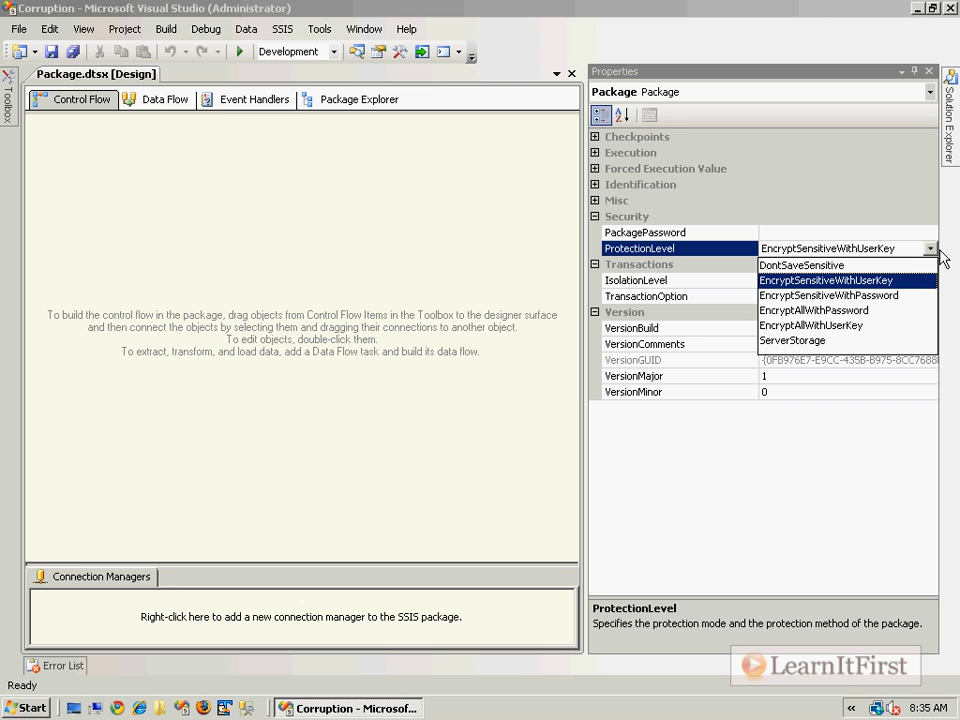 Corruption - Microsoft Visual Studio (Administrator)
File Edit View Project Build Debug Data SSIS Tools Window Help
Development
Toolbox
Package.dtsx [Design]
Control Flow Data Flow Event Handlers Package Explorer
To build the control flow in the package, drag objects from Control Flow Items in the Toolbox to the designer surface
and then connect the objects by selecting them and dragging their connections to another object.
To edit objects, double-click them.
To extract, transform, and load data, add a Data Flow task and build its data flow.
Connection Managers
Right-click here to add a new connection manager to the SSIS package.
Properties
Package Package
Checkpoints
Execution
Forced Execution Value
Identification
Misc
Security
PackagePassword
ProtectionLevel EncryptSensitiveWithUserKey
DontSaveSensitive
EncryptSensitiveWithUserKey
EncryptSensitiveWithPassword
EncryptAllWithPassword
EncryptAllWithUserKey
ServerStorage
Transactions
IsolationLevel
TransactionOption
Version
VersionBuild
VersionComments
VersionGUID {0FB976E7-E9CC-435B-B975-8CC7688
VersionMajor 1
VersionMinor 0
ProtectionLevel
Specifies the protection mode and the protection method of the package.
Solution Explorer
Error List
LearnItFirst
Ready
Start
Corruption - Microsof...
8:35 AM